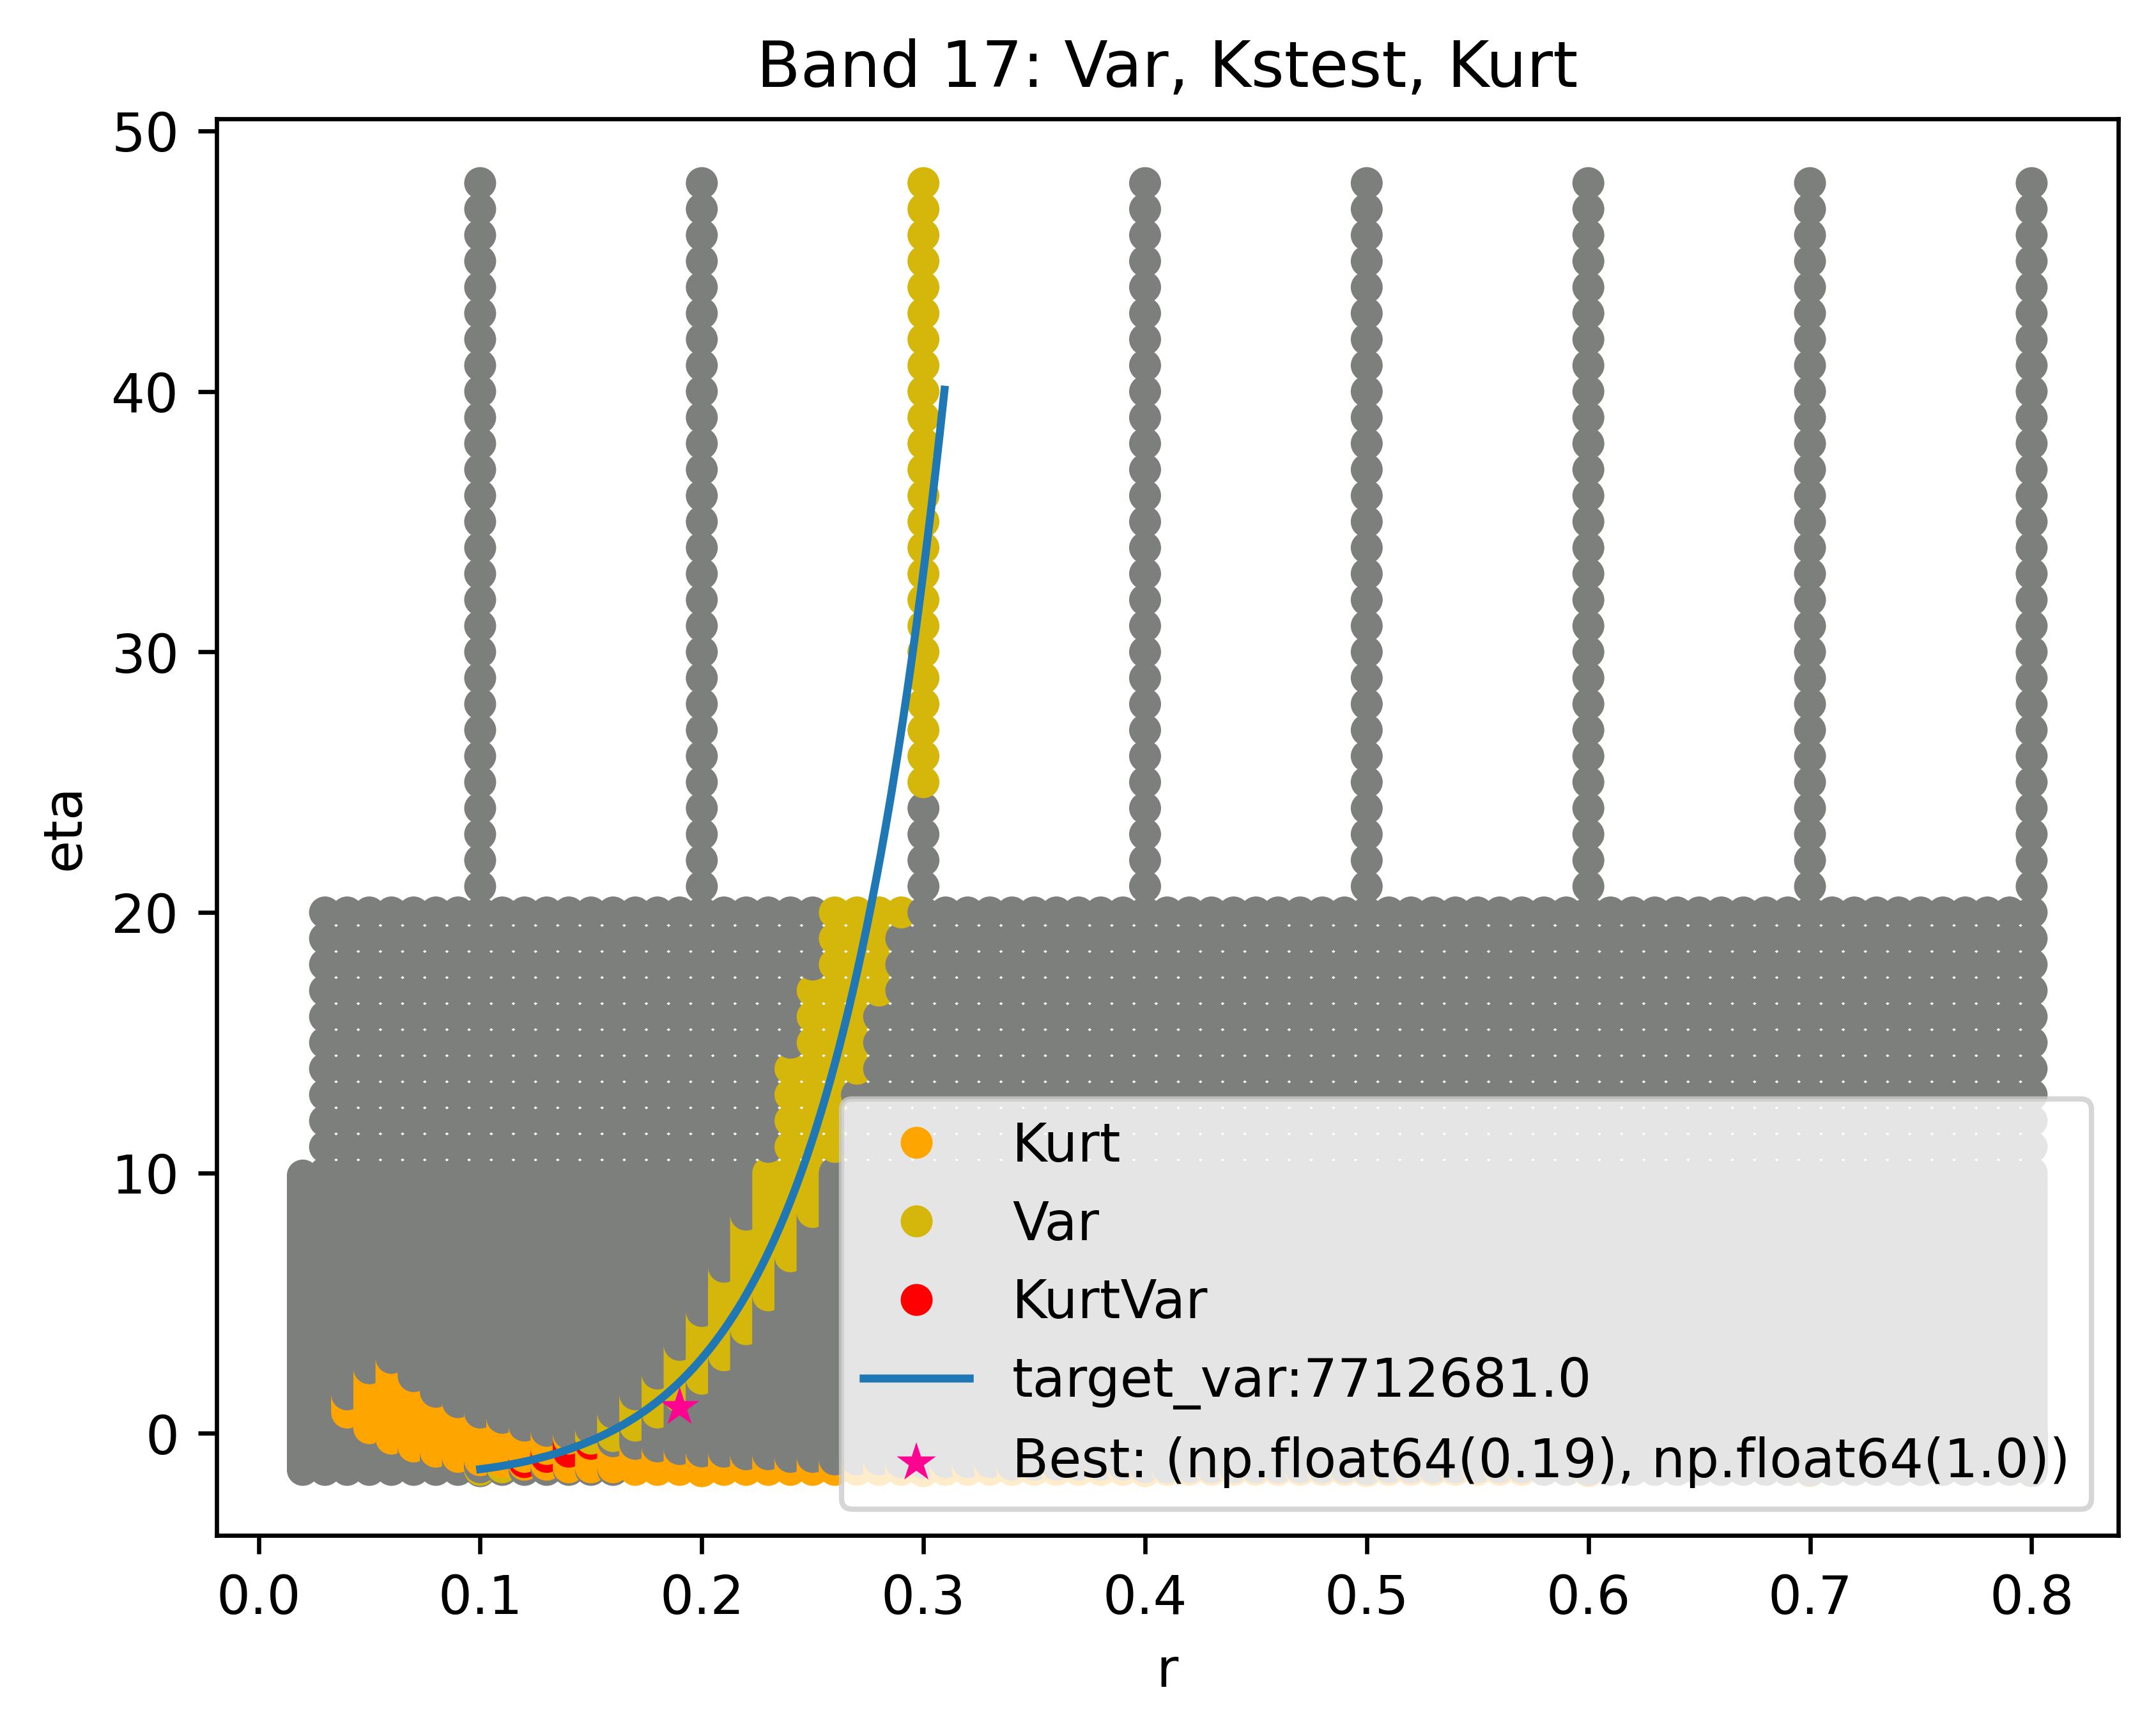 Band 17: Var, Kstest, Kurt
50
40
30
20
10
0
eta
Kurt
Var
KurtVar
target_var:7712681.0
Best: (np.float64(0.19), np.float64(1.0))
0.0 0.1 0.2 0.3 0.4 0.5 0.6 0.7 0.8
r